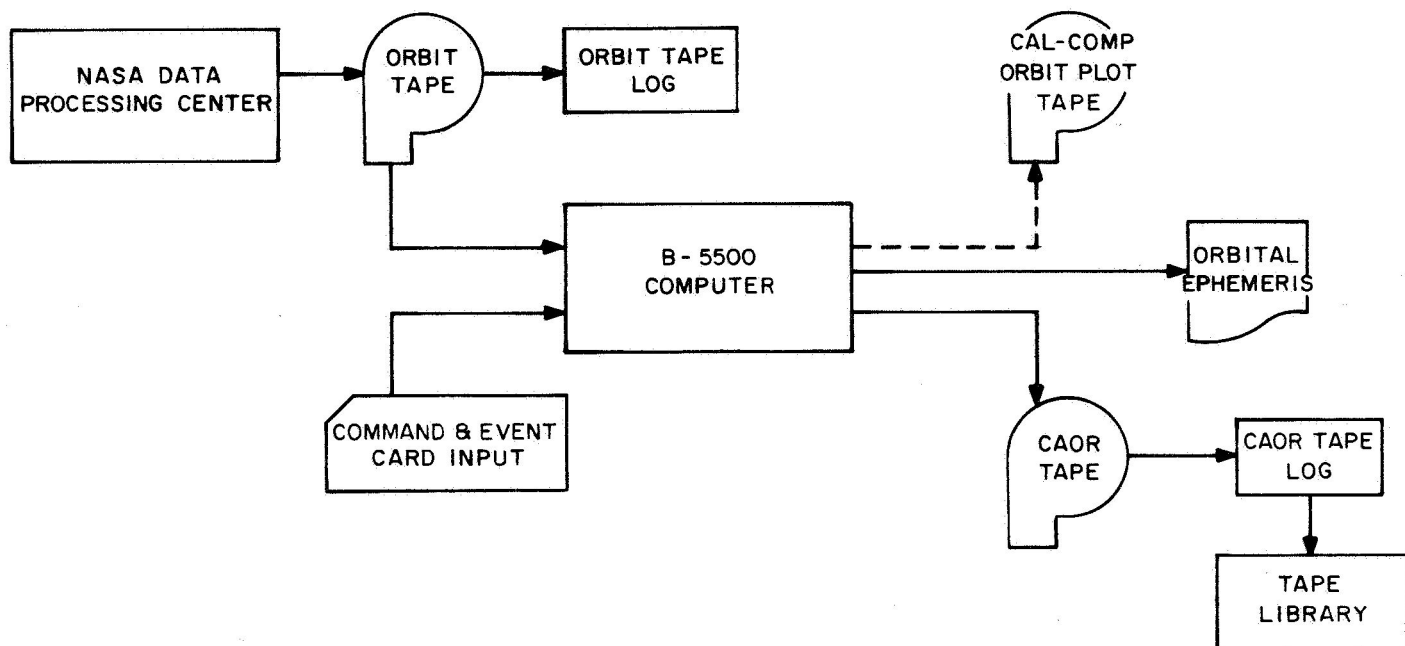 NASA DATA
PROCESSING CENTER
ORBIT
TAPE
ORBIT TAPE
LOG
CAL-COMP
ORBIT PLOT
TAPE
B-5500
COMPUTER
ORBITAL
EPHEMERIS
COMMAND & EVENT
CARD INPUT
CAOR
TAPE
CAOR TAPE
LOG
TAPE
LIBRARY